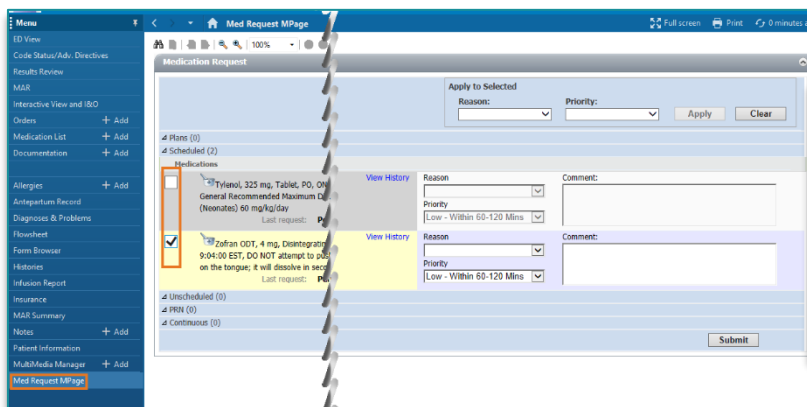 Menu
ED View
Code Status/Adv. Directives
Results Review
MAR
Interactive View and I&O
Orders + Add
Medication List + Add
Documentation + Add
Allergies + Add
Antepartum Record
Diagnoses & Problems
Flowsheet
Form Browser
Histories
Infusion Report
Insurance
MAR Summary
Notes + Add
Patient Information
MultiMedia Manager + Add
Med Request MPage
Med Request MPage
Full screen Print 0 minutes
100%
Medication Request
Apply to Selected
Reason: Priority:
Apply Clear
Plans (0)
Scheduled (2)
Medications
Tylenol, 325 mg, Tablet, PO, View History Reason Comment:
General Recommended Maximum
Priority
(Neonates) 60 mg/kg/day Low - Within 60-120 Mins
Last request:
Zofran ODT, 4 mg, View History Reason Comment:
9:04:00 EST, DO NOT attempt to
Priority
on the tongue; it will dissolve in Low - Within 60-120 Mins
Last request:
Unscheduled (0)
PRN (0)
Continuous (0)
Submit